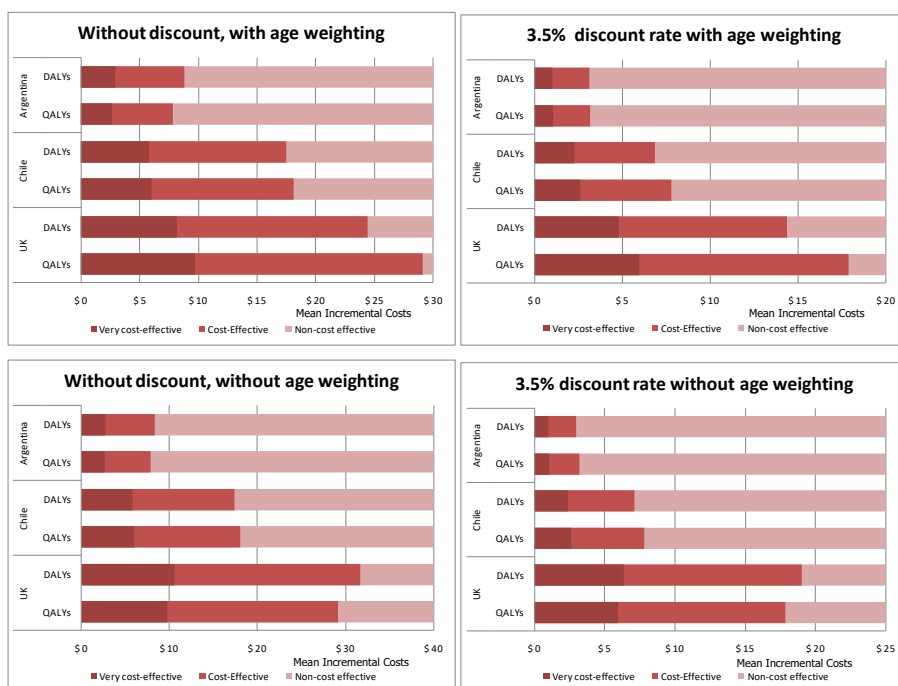 Without discount, with age weighting
Argentina
DALYs
QALYs
Chile
DALYs
QALYs
UK
DALYs
QALYs
$ 0 $ 5 $ 10 $ 15 $ 20 $ 25 $ 30
Mean Incremental Costs
Very cost-effective Cost-Effective Non-cost effective
3.5% discount rate with age weighting
Argentina
DALYs
QALYs
Chile
DALYs
QALYs
UK
DALYs
QALYs
$ 0 $ 5 $ 10 $ 15 $ 20
Mean Incremental Costs
Very cost-effective Cost-Effective Non-cost effective
Without discount, without age weighting
Argentina
DALYs
QALYs
Chile
DALYs
QALYs
UK
DALYs
QALYs
$ 0 $ 10 $ 20 $ 30 $ 40
Mean Incremental Costs
Very cost-effective Cost-Effective Non-cost effective
3.5% discount rate without age weighting
Argentina
DALYs
QALYs
Chile
DALYs
QALYs
UK
DALYs
QALYs
$ 0 $ 5 $ 10 $ 15 $ 20 $ 25
Mean Incremental Costs
Very cost-effective Cost-Effective Non-cost effective